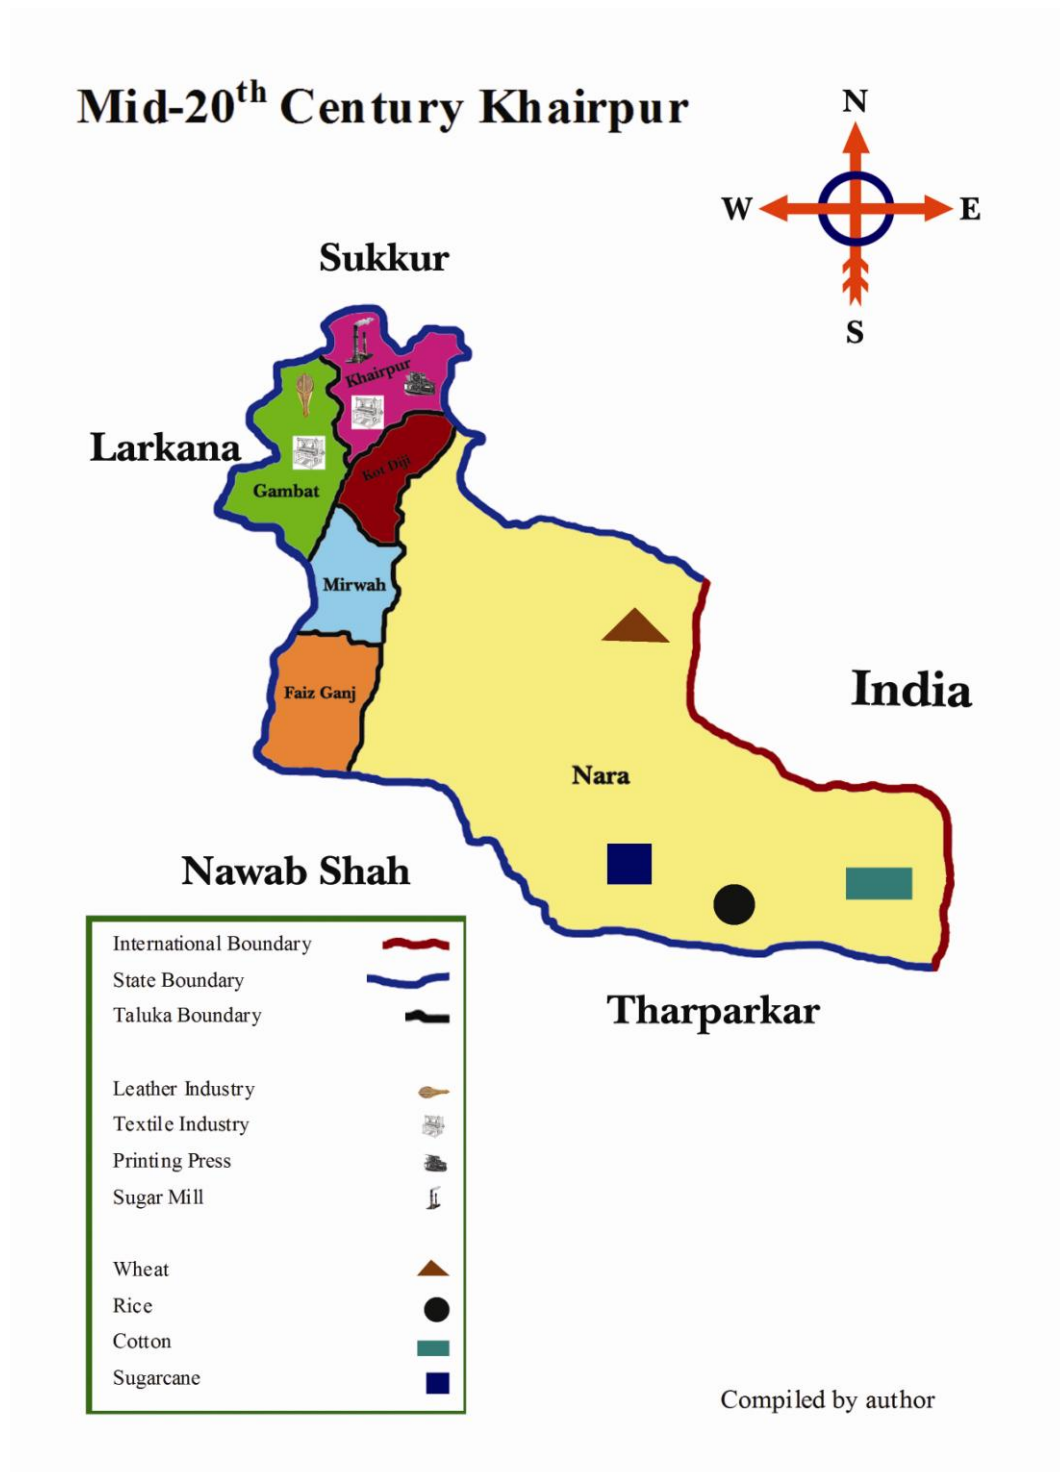 Mid-20th Century Khairpur
N
W
E
S
Sukkur
Khairpur
Larkana
Kot Diji
Gambat
Mirwah
India
Faiz Ganj
Nara
Nawab Shah
Tharparkar
International Boundary
State Boundary
Taluka Boundary
Leather Industry
Textile Industry
Printing Press
Sugar Mill
Wheat
Rice
Cotton
Sugarcane
Compiled by author